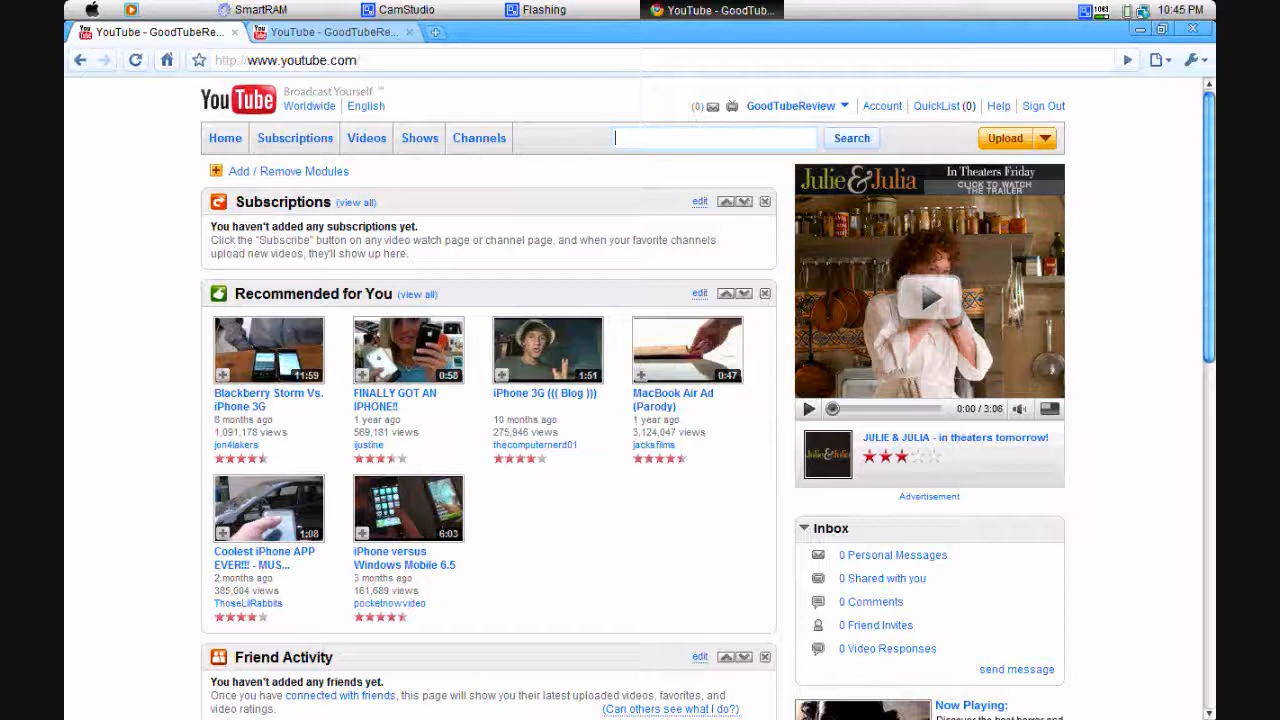 SmartRAM CamStudio Flashing YouTube - GoodTub... 10:45 PM
YouTube - GoodTubeRe... YouTube - GoodTubeRe...
http://www.youtube.com/
YouTube Broadcast Yourself ™
Worldwide English
(0) GoodTubeReview Account QuickList (0) Help Sign Out
Home Subscriptions Videos Shows Channels Search Upload
Add / Remove Modules
Subscriptions (view all) edit
You haven't added any subscriptions yet.
Click the "Subscribe" button on any video watch page or channel page, and when your favorite channels
upload new videos, they'll show up here.
Recommended for You (view all) edit
11:59 0:58 1:51 0:47
Blackberry Storm Vs.
iPhone 3G
8 months ago
1,091,178 views
jon4lakers
FINALLY GOT AN
IPHONE!!
1 year ago
569,181 views
ijustine
iPhone 3G ((( Blog )))
10 months ago
275,946 views
thecomputernerd01
MacBook Air Ad
(Parody)
1 year ago
3,124,047 views
jacksfilms
1:08 6:03
Coolest iPhone APP
EVER!!! - MUS...
2 months ago
385,004 views
ThoseLilRabbits
iPhone versus
Windows Mobile 6.5
3 months ago
161,689 views
pocketnowvideo
Friend Activity edit
You haven't added any friends yet.
Once you have connected with friends, this page will show you their latest uploaded videos, favorites, and
video ratings. (Can others see what I do?)
Julie&Julia In Theaters Friday
CLICK TO WATCH
THE TRAILER
0:00 / 3:06
Julie&Julia
JULIE & JULIA - in theaters tomorrow!
Advertisement
Inbox
0 Personal Messages
0 Shared with you
0 Comments
0 Friend Invites
0 Video Responses
send message
Now Playing:
Discover the best horror and